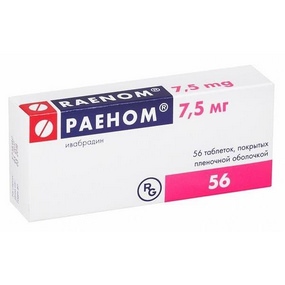 RAENOM® 7,5 mg
РАЕНОМ® 7,5 мг
ивабрадин
56 таблеток, покрытых
пленочной оболочкой
RG
56